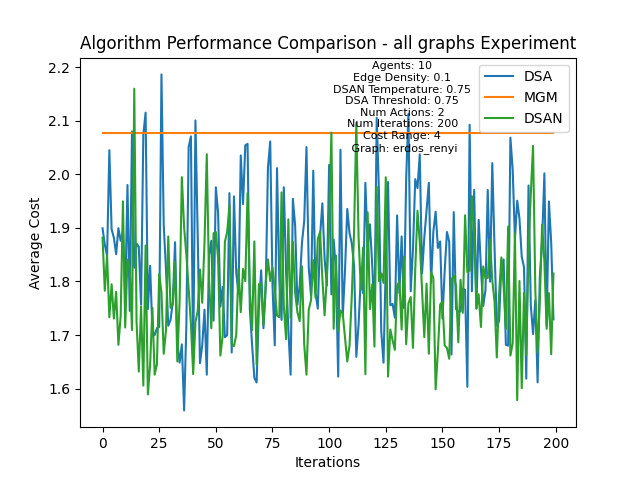 Algorithm Performance Comparison - all graphs Experiment
Agents: 10
Edge Density: 0.1
DSAN Temperature: 0.75
DSA Threshold: 0.75
Num Actions: 2
Num Iterations: 200
Cost Range: 4
Graph: erdos_renyi
DSA
MGM
DSAN
2.2
2.1
2.0
1.9
1.8
1.7
1.6
Average Cost
0 25 50 75 100 125 150 175 200
Iterations